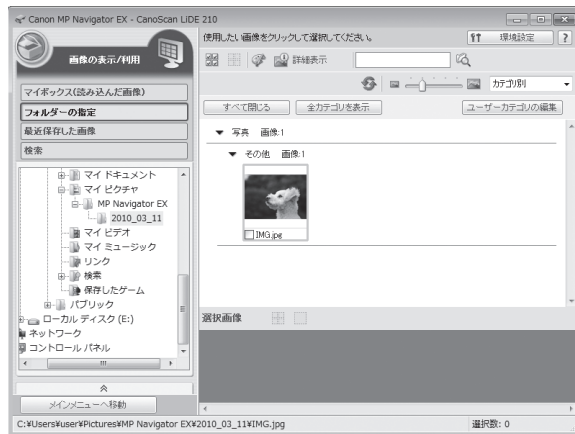 Canon MP Navigator EX - CanoScan LiDE 210
画像の表示/利用
使用したい画像をクリックして選択してください。
環境設定
?
詳細表示
カテゴリ別
マイボックス(読み込んだ画像)
フォルダーの指定
最近保存した画像
検索
すべて閉じる
全カテゴリを表示
ユーザーカテゴリの編集
写真 画像:1
その他 画像:1
IMG.jpg
マイ ドキュメント
マイ ピクチャ
MP Navigator EX
2010_03_11
マイ ビデオ
マイ ミュージック
リンク
検索
保存したゲーム
パブリック
ローカル ディスク (E:)
ネットワーク
コントロール パネル
選択画像
メインメニューへ移動
C:¥Users¥user¥Pictures¥MP Navigator EX¥2010_03_11¥IMG.jpg
選択数: 0